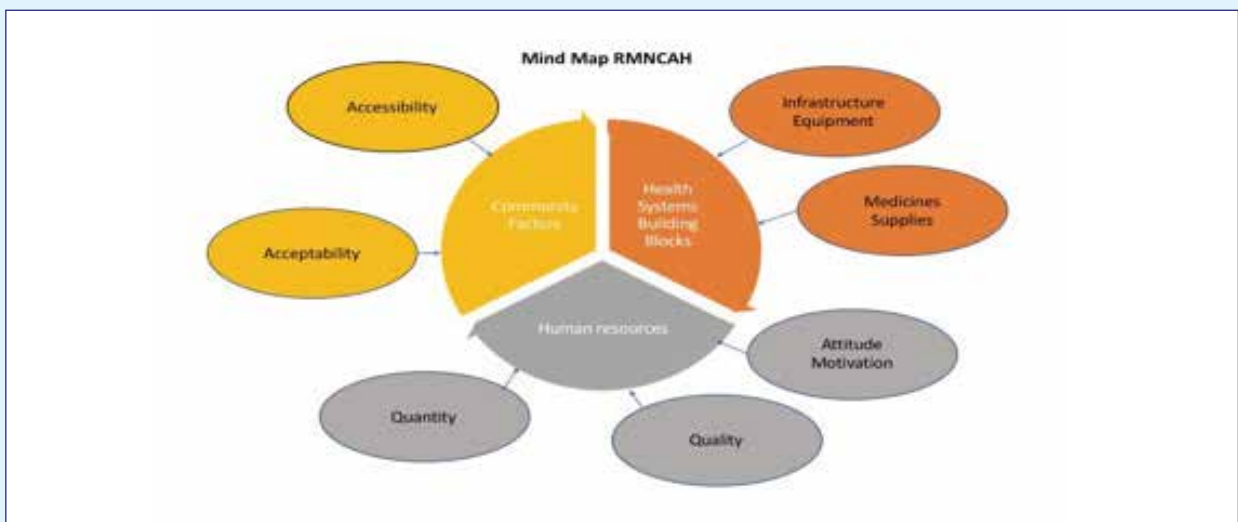 Mind Map RMNCAH
Accessibility
Infrastructure
Equipment
Community
Factors
Health
Systems
Building
Blocks
Medicines
Supplies
Acceptability
Human resources
Attitude
Motivation
Quantity
Quality